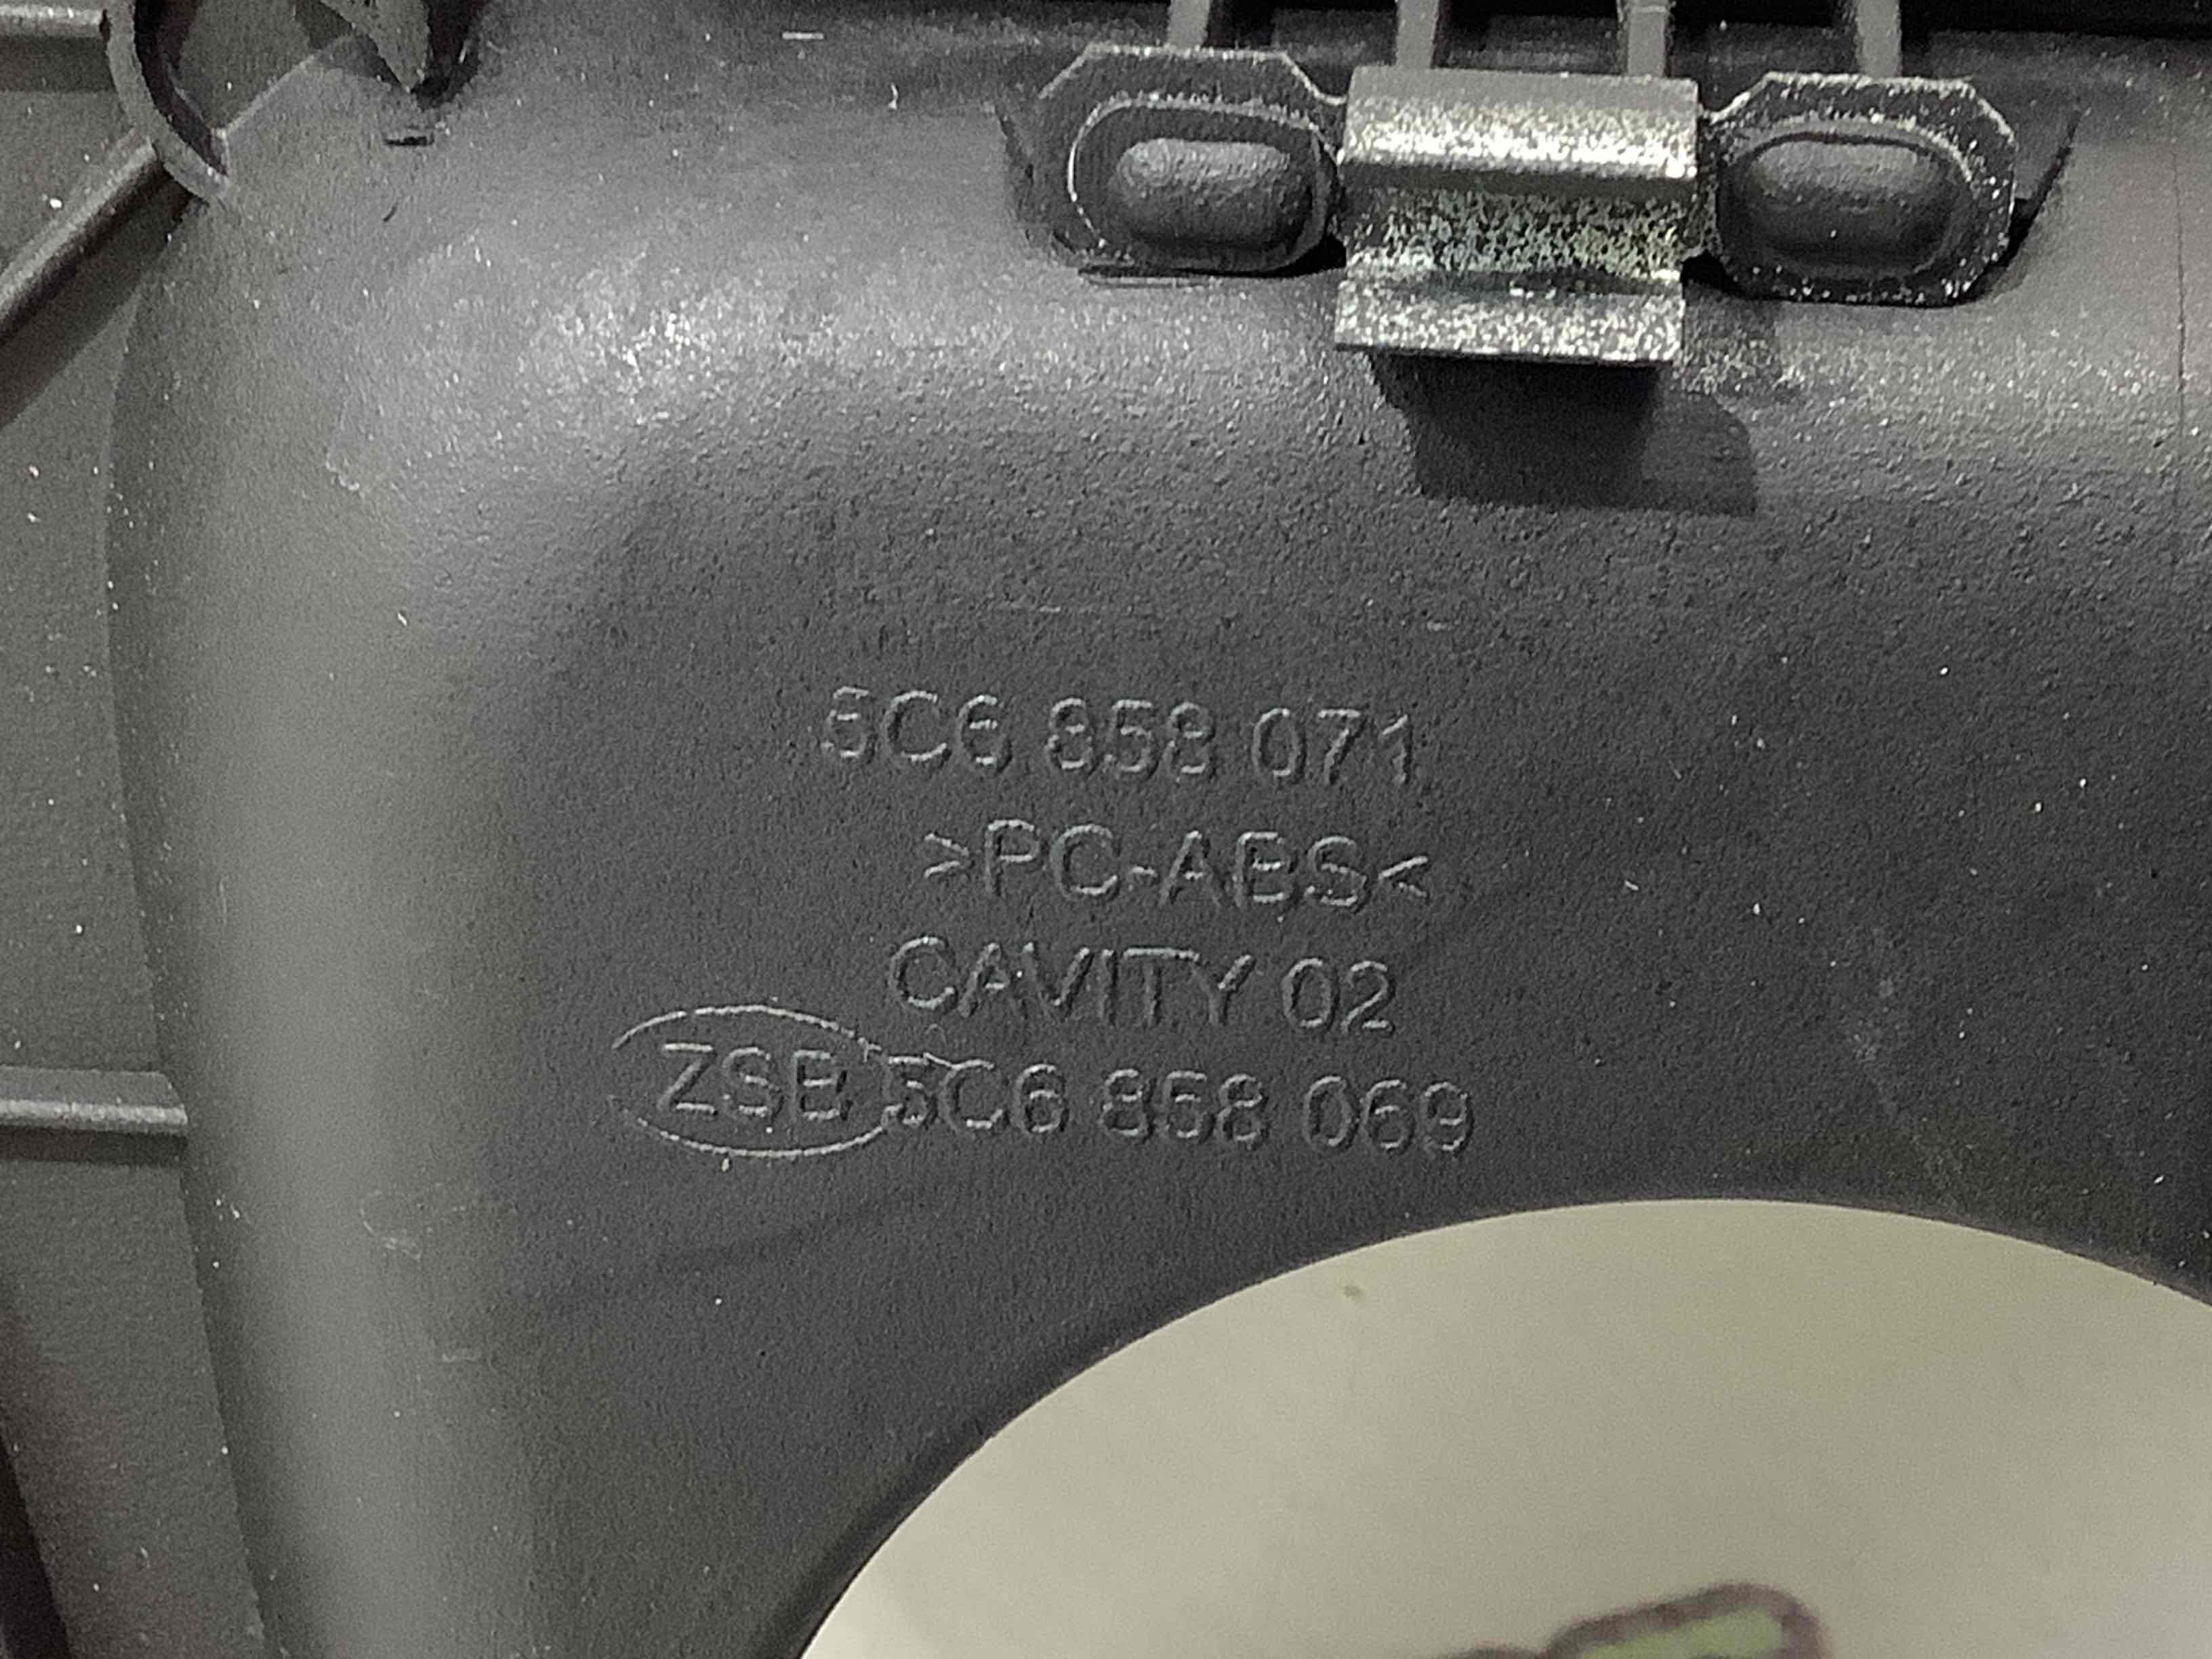 5C6 858 071
>PC-ABS<
CAVITY 02
ZSB 5C6 858 069